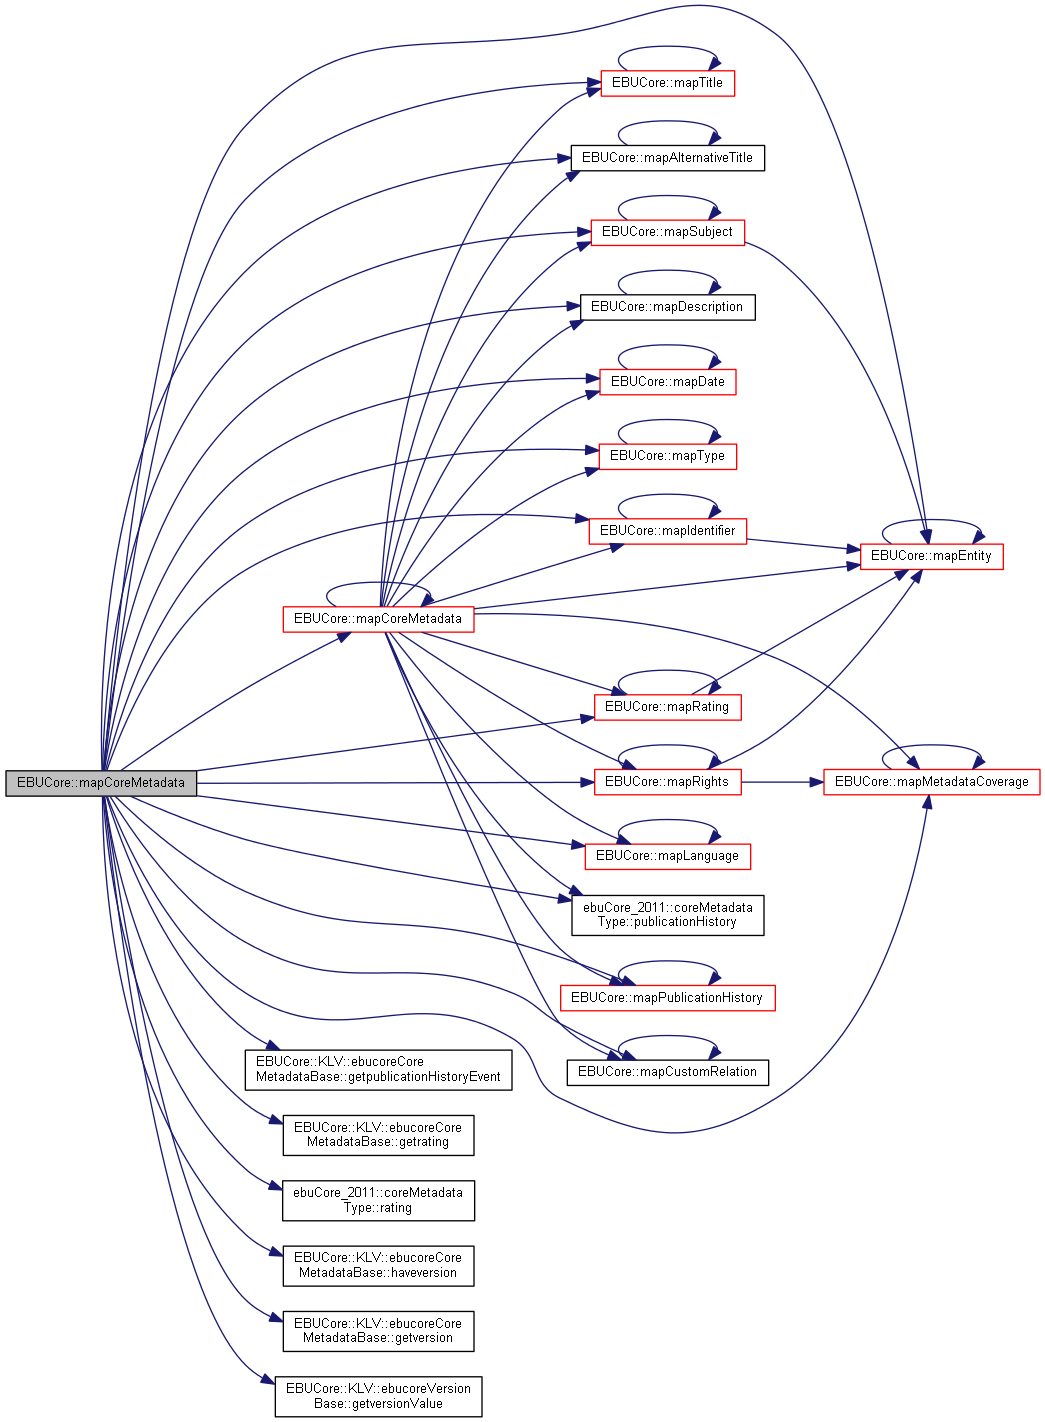 EBUCore::mapTitle
EBUCore::mapAlternativeTitle
EBUCore::mapSubject
EBUCore::mapDescription
EBUCore::mapDate
EBUCore::mapType
EBUCore::mapIdentifier
EBUCore::mapEntity
EBUCore::mapCoreMetadata
EBUCore::mapRating
EBUCore::mapCoreMetadata
EBUCore::mapRights
EBUCore::mapMetadataCoverage
EBUCore::mapLanguage
ebuCore_2011::coreMetadata
Type::publicationHistory
EBUCore::mapPublicationHistory
EBUCore::KLV::ebucoreCore
MetadataBase::getpublicationHistoryEvent
EBUCore::mapCustomRelation
EBUCore::KLV::ebucoreCore
MetadataBase::getrating
ebuCore_2011::coreMetadata
Type::rating
EBUCore::KLV::ebucoreCore
MetadataBase::haveversion
EBUCore::KLV::ebucoreCore
MetadataBase::getversion
EBUCore::KLV::ebucoreVersion
Base::getversionValue